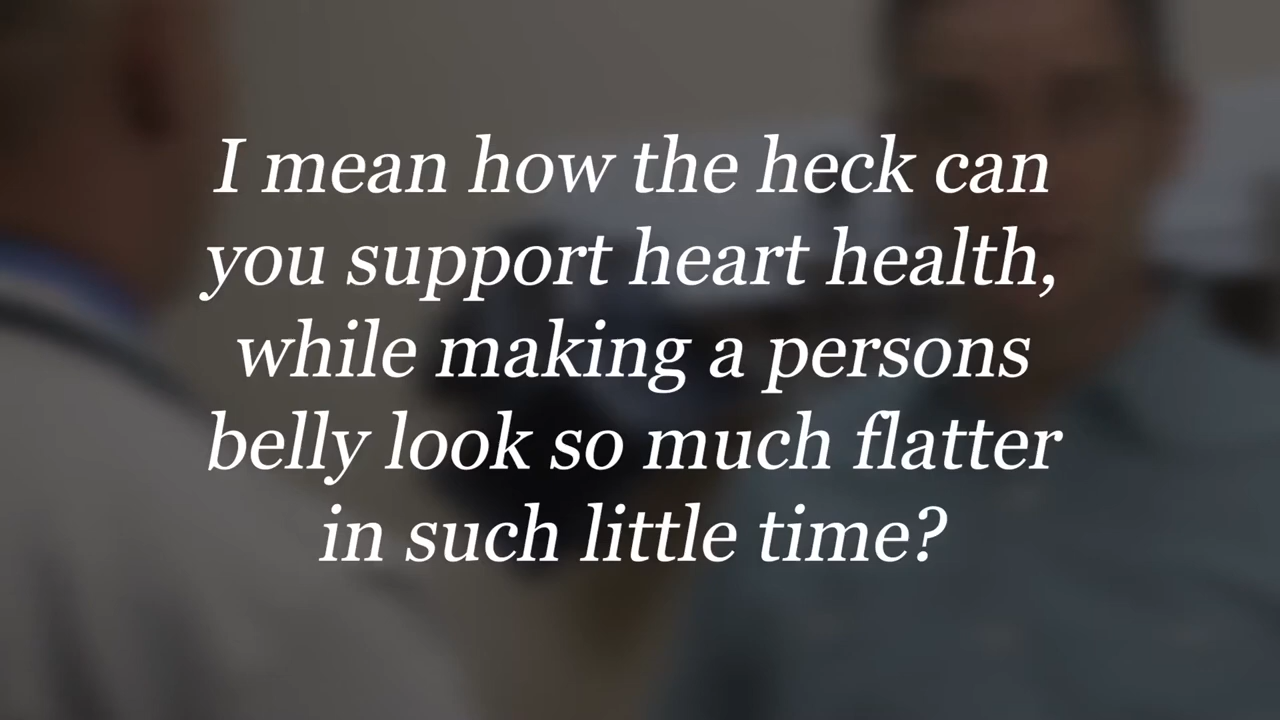 I mean how the heck can
you support heart health,
while making a persons
belly look so much flatter
in such little time?